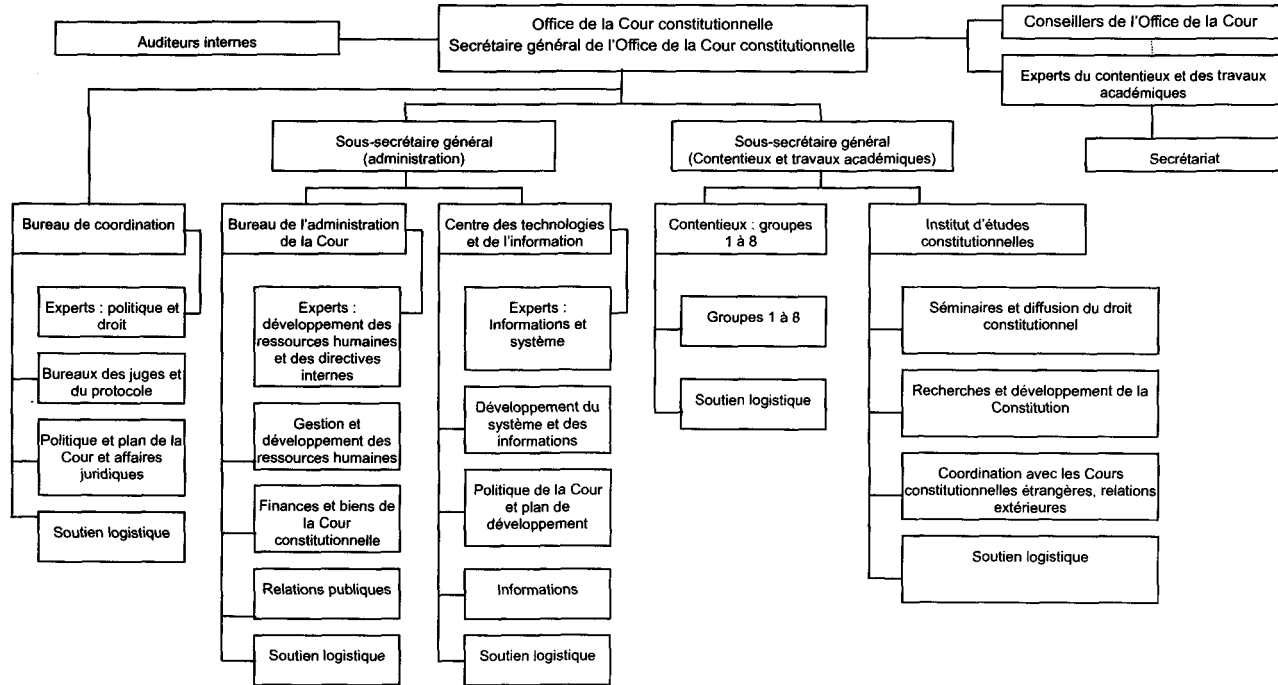 Office de la Cour constitutionnelle
Secrétaire général de l'Office de la Cour constitutionnelle
Auditeurs internes
Conseillers de l'Office de la Cour
Experts du contentieux et des travaux
académiques
Secrétariat
Sous-secrétaire général
(administration)
Sous-secrétaire général
(Contentieux et travaux académiques)
Bureau de coordination
Experts : politique et
droit
Bureaux des juges et
du protocole
Politique et plan de la
Cour et affaires
juridiques
Soutien logistique
Bureau de l'administration
de la Cour
Experts :
développement des
ressources humaines
et des directives
internes
Gestion et
développement des
ressources humaines
Finances et biens de
la Cour
constitutionnelle
Relations publiques
Soutien logistique
Centre des technologies
et de l'information
Experts :
Informations et
système
Développement du
système et des
informations
Politique de la Cour
et plan de
développement
Informations
Soutien logistique
Contentieux : groupes
1 à 8
Groupes 1 à 8
Soutien logistique
Institut d'études
constitutionnelles
Séminaires et diffusion du droit
constitutionnel
Recherches et développement de la
Constitution
Coordination avec les Cours
constitutionnelles étrangères, relations
extérieures
Soutien logistique